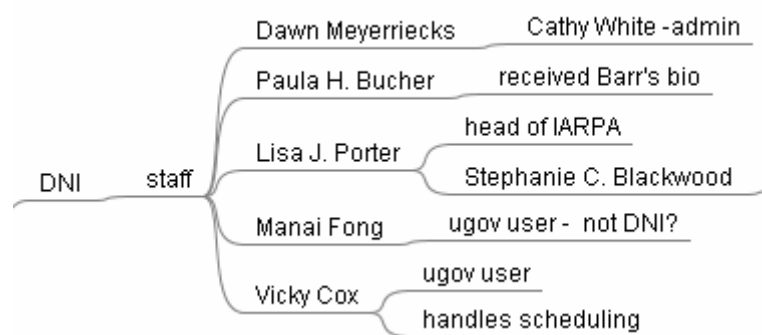 DNI
staff
Dawn Meyerriecks
Cathy White -admin
Paula H. Bucher
received Barr's bio
Lisa J. Porter
head of IARPA
Stephanie C. Blackwood
Manai Fong
ugov user - not DNI?
Vicky Cox
ugov user
handles scheduling